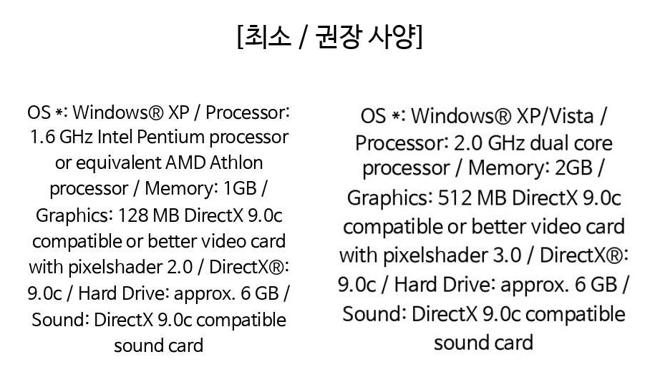 [최소 / 권장 사양]
OS *: Windows® XP / Processor:
1.6 GHz Intel Pentium processor
or equivalent AMD Athlon
processor / Memory: 1GB /
Graphics: 128 MB DirectX 9.0c
compatible or better video card
with pixelshader 2.0 / DirectX®:
9.0c / Hard Drive: approx. 6 GB /
Sound: DirectX 9.0c compatible
sound card
OS *: Windows® XP/Vista /
Processor: 2.0 GHz dual core
processor / Memory: 2GB /
Graphics: 512 MB DirectX 9.0c
compatible or better video card
with pixelshader 3.0 / DirectX®:
9.0c / Hard Drive: approx. 6 GB /
Sound: DirectX 9.0c compatible
sound card